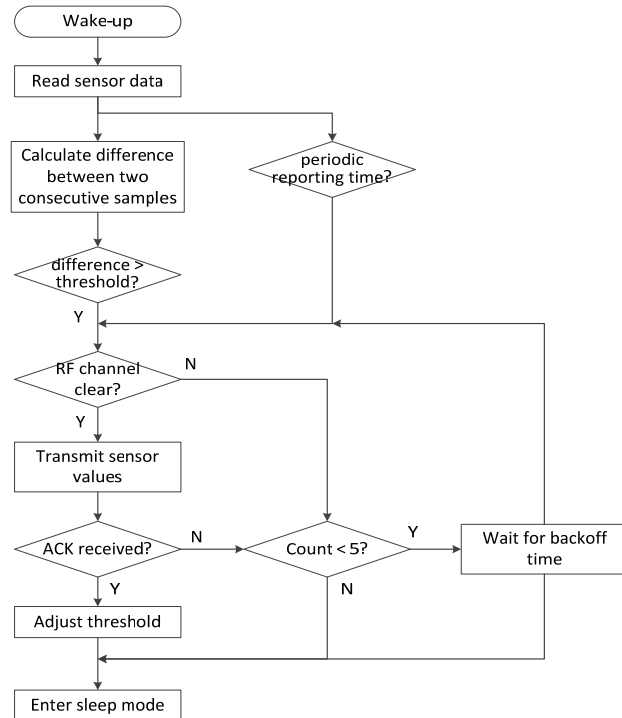 Wake-up
Read sensor data
Calculate difference
between two
consecutive samples
periodic
reporting time?
difference >
threshold?
Y
RF channel
clear?
N
Y
Transmit sensor
values
ACK received?
N
Count < 5?
Y
Wait for backoff
time
Y
N
Adjust threshold
Enter sleep mode